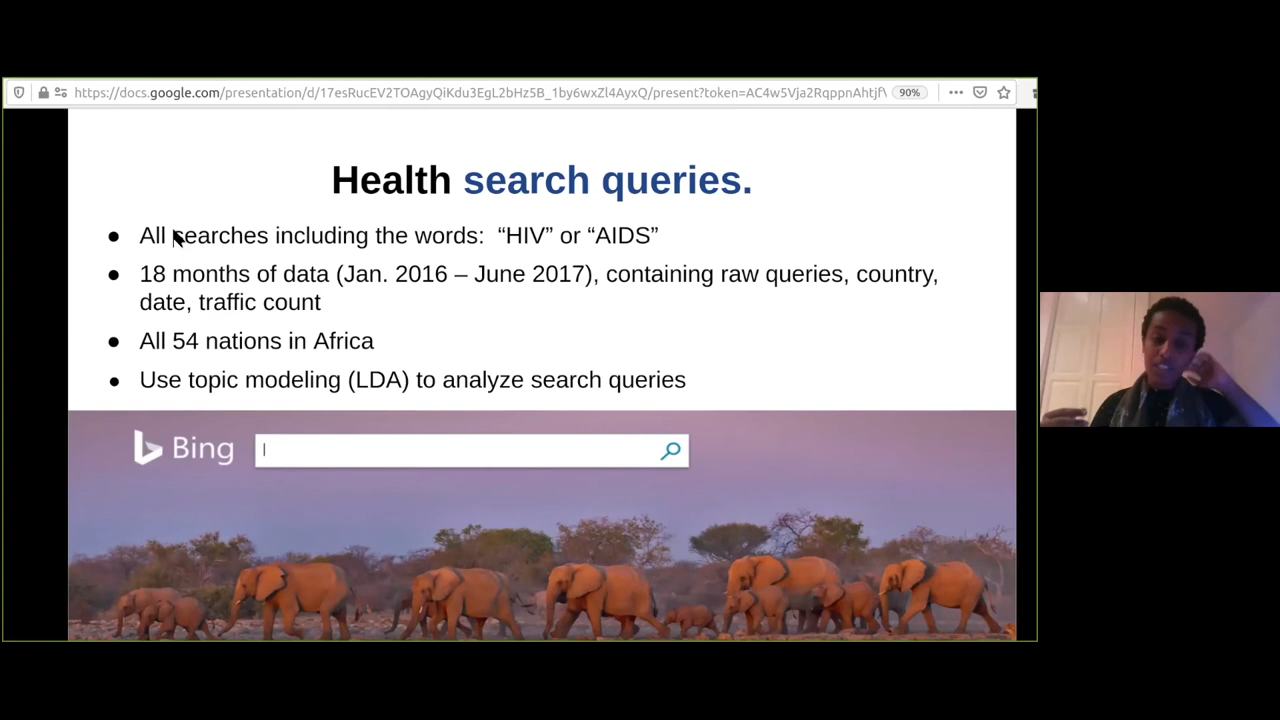 https://docs.google.com/presentation/d/17esRucEV2TOAgyQiKdu3EgL2bHz5B_1by6wxZl4AyxQ/present?token=AC4w5Vja2RqppnAhtjf 90%
Health search queries.
● All searches including the words: “HIV” or “AIDS”
● 18 months of data (Jan. 2016 – June 2017), containing raw queries, country,
date, traffic count
● All 54 nations in Africa
● Use topic modeling (LDA) to analyze search queries
Bing